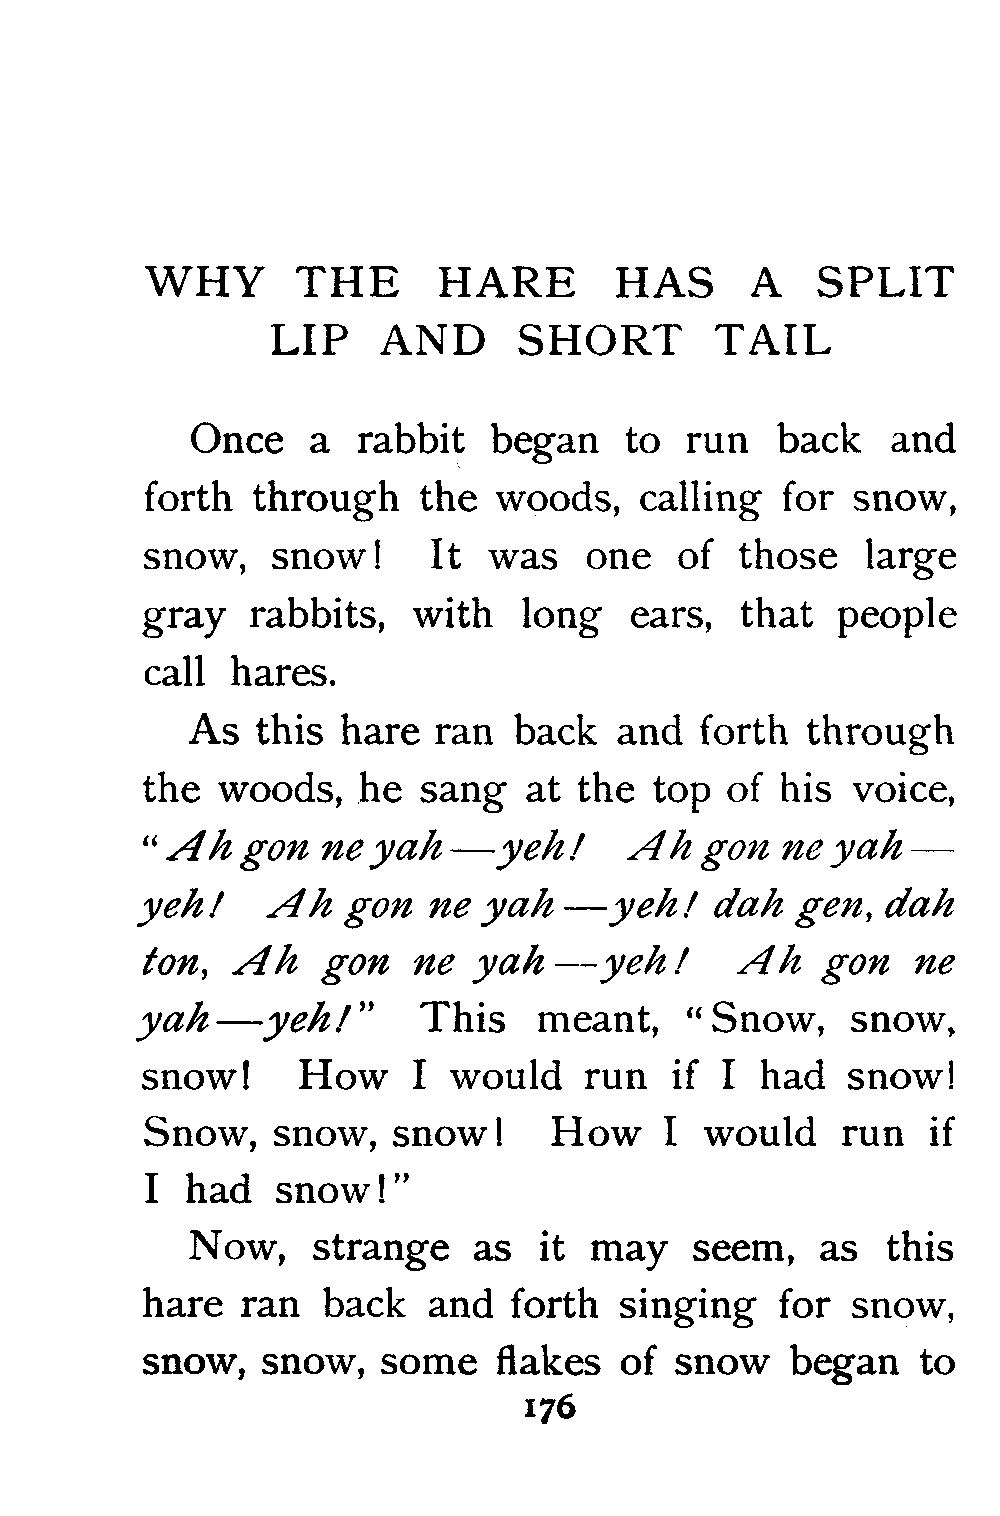 WHY THE HARE HAS A SPLIT
LIP AND SHORT TAIL
Once a rabbit began to run back and
forth through the woods, calling for snow,
snow, snow! It was one of those large
gray rabbits, with long ears, that people
call hares.
As this hare ran back and forth through
the woods, he sang at the top of his voice,
“Ah gon ne yah—yeh! Ah gon ne yah—
yeh! Ah gon ne yah—yeh! dah gen, dah
ton, Ah gon ne yah—yeh! Ah gon ne
yah—yeh!” This meant, “Snow, snow,
snow! How I would run if I had snow!
Snow, snow, snow! How I would run if
I had snow!”
Now, strange as it may seem, as this
hare ran back and forth singing for snow,
snow, snow, some flakes of snow began to
176